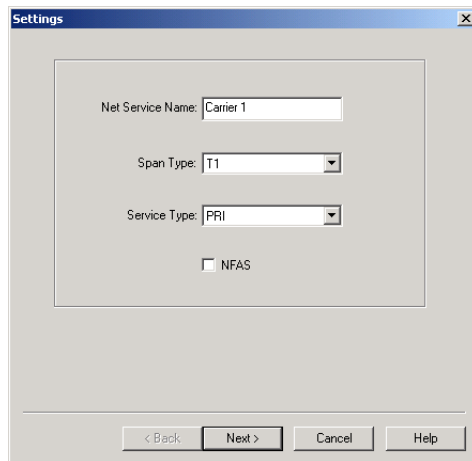 Settings
Net Service Name: Carrier 1
Span Type: T1
Service Type: PRI
NFAS
< Back Next > Cancel Help